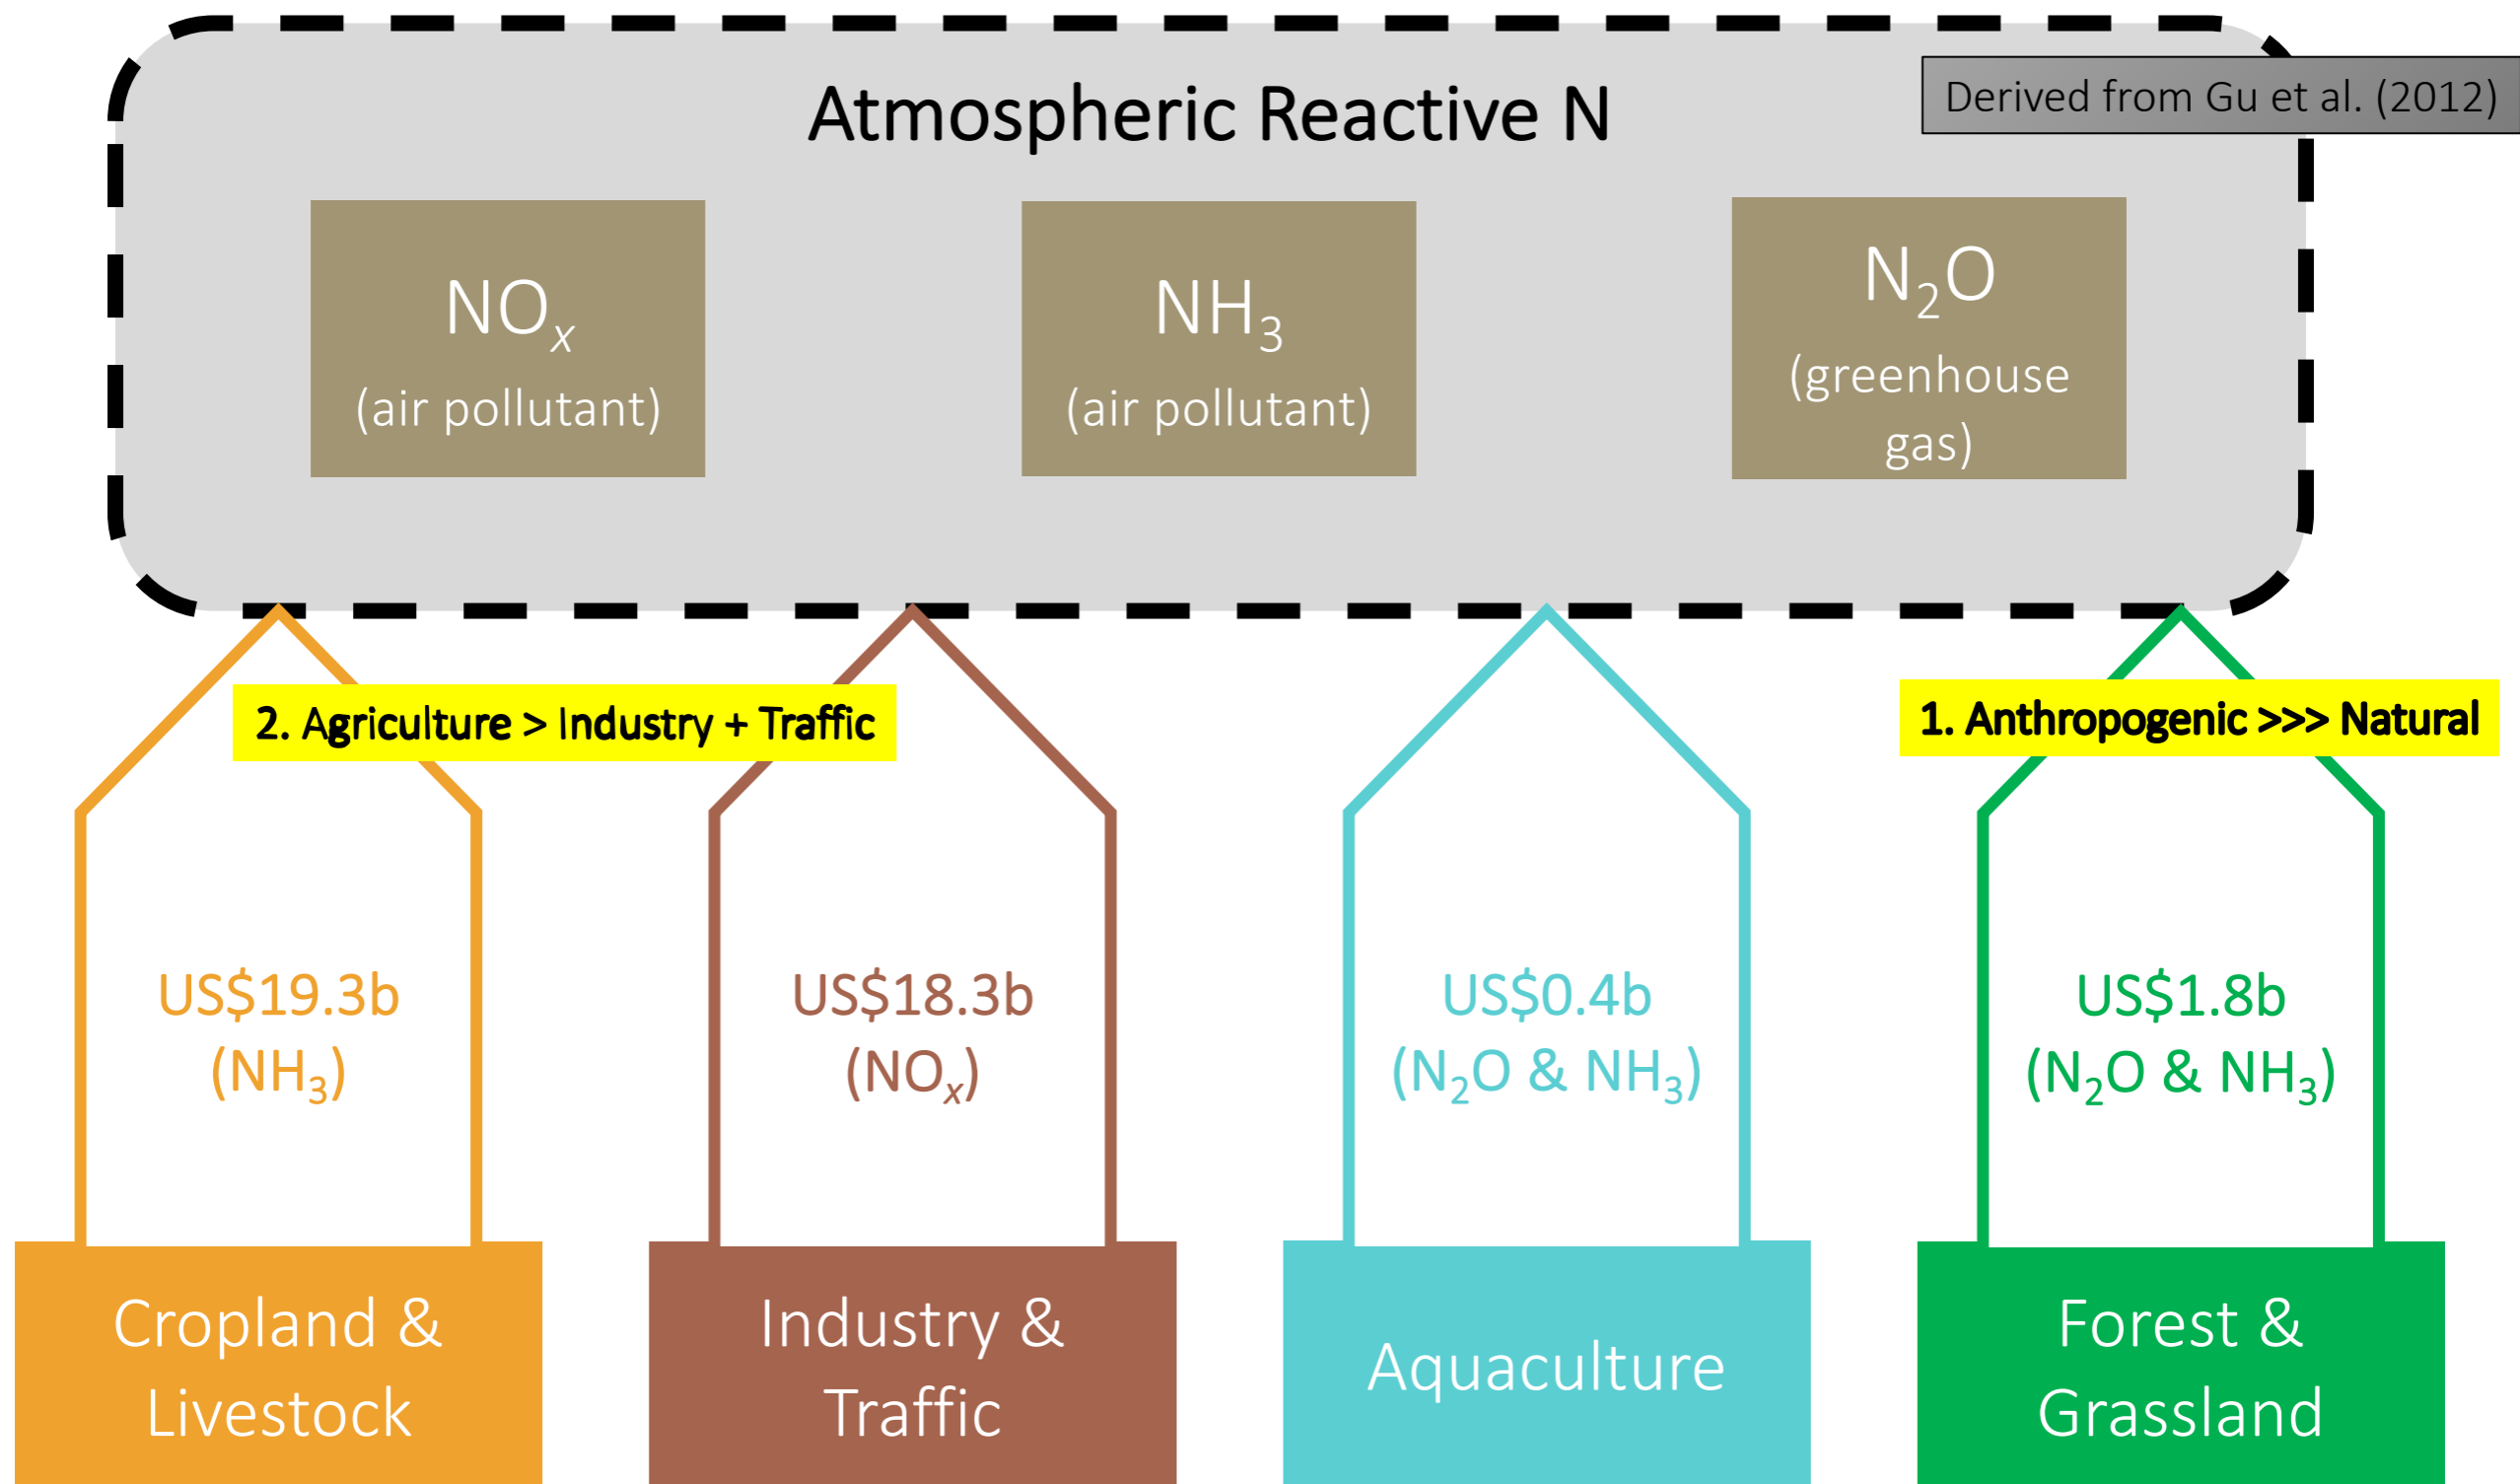 Atmospheric Reactive N
Derived from Gu et al. (2012)
NOₓ
(air pollutant)
NH₃
(air pollutant)
N₂O
(greenhouse
gas)
2. Agriculture > Industry + Traffic
1. Anthropogenic >>> Natural
US$19.3b
(NH₃)
US$18.3b
(NOₓ)
US$0.4b
(N₂O & NH₃)
US$1.8b
(N₂O & NH₃)
Cropland &
Livestock
Industry &
Traffic
Aquaculture
Forest &
Grassland